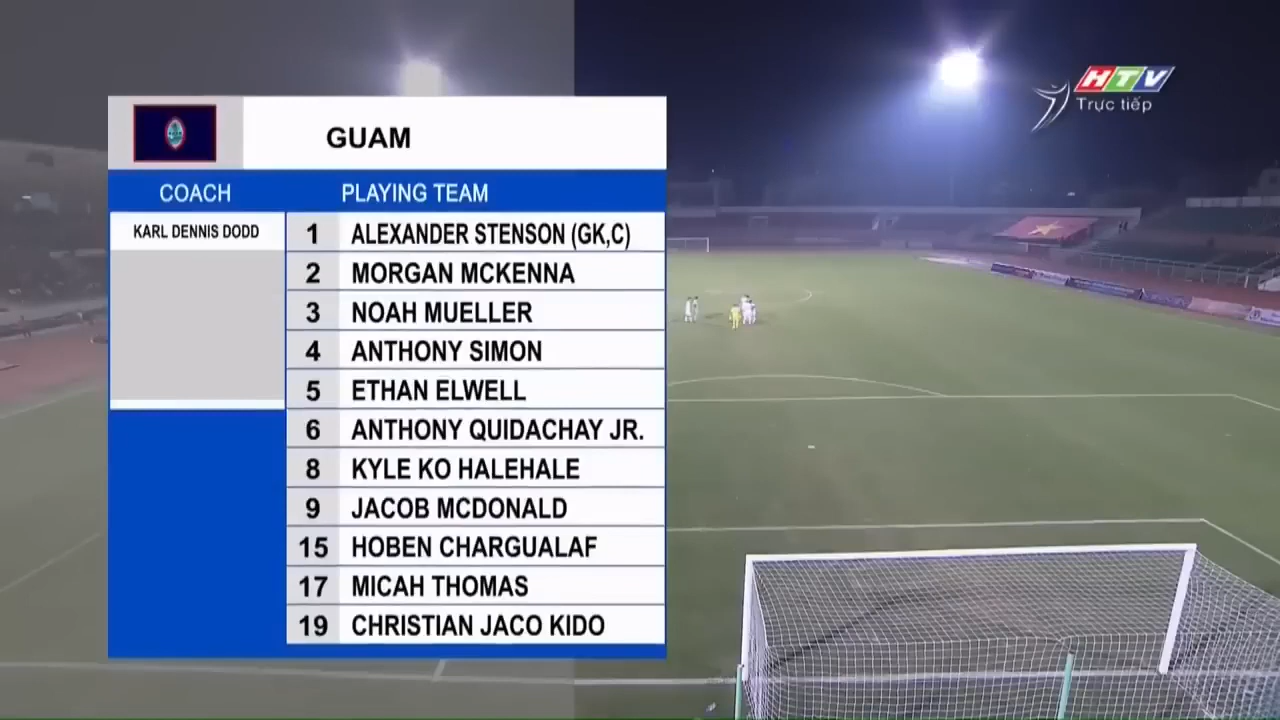 HTV
Trực tiếp
GUAM
COACH
PLAYING TEAM
KARL DENNIS DODD
1 ALEXANDER STENSON (GK,C)
2 MORGAN MCKENNA
3 NOAH MUELLER
4 ANTHONY SIMON
5 ETHAN ELWELL
6 ANTHONY QUIDACHAY JR.
8 KYLE KO HALEHALE
9 JACOB MCDONALD
15 HOBEN CHARGUALAF
17 MICAH THOMAS
19 CHRISTIAN JACO KIDO